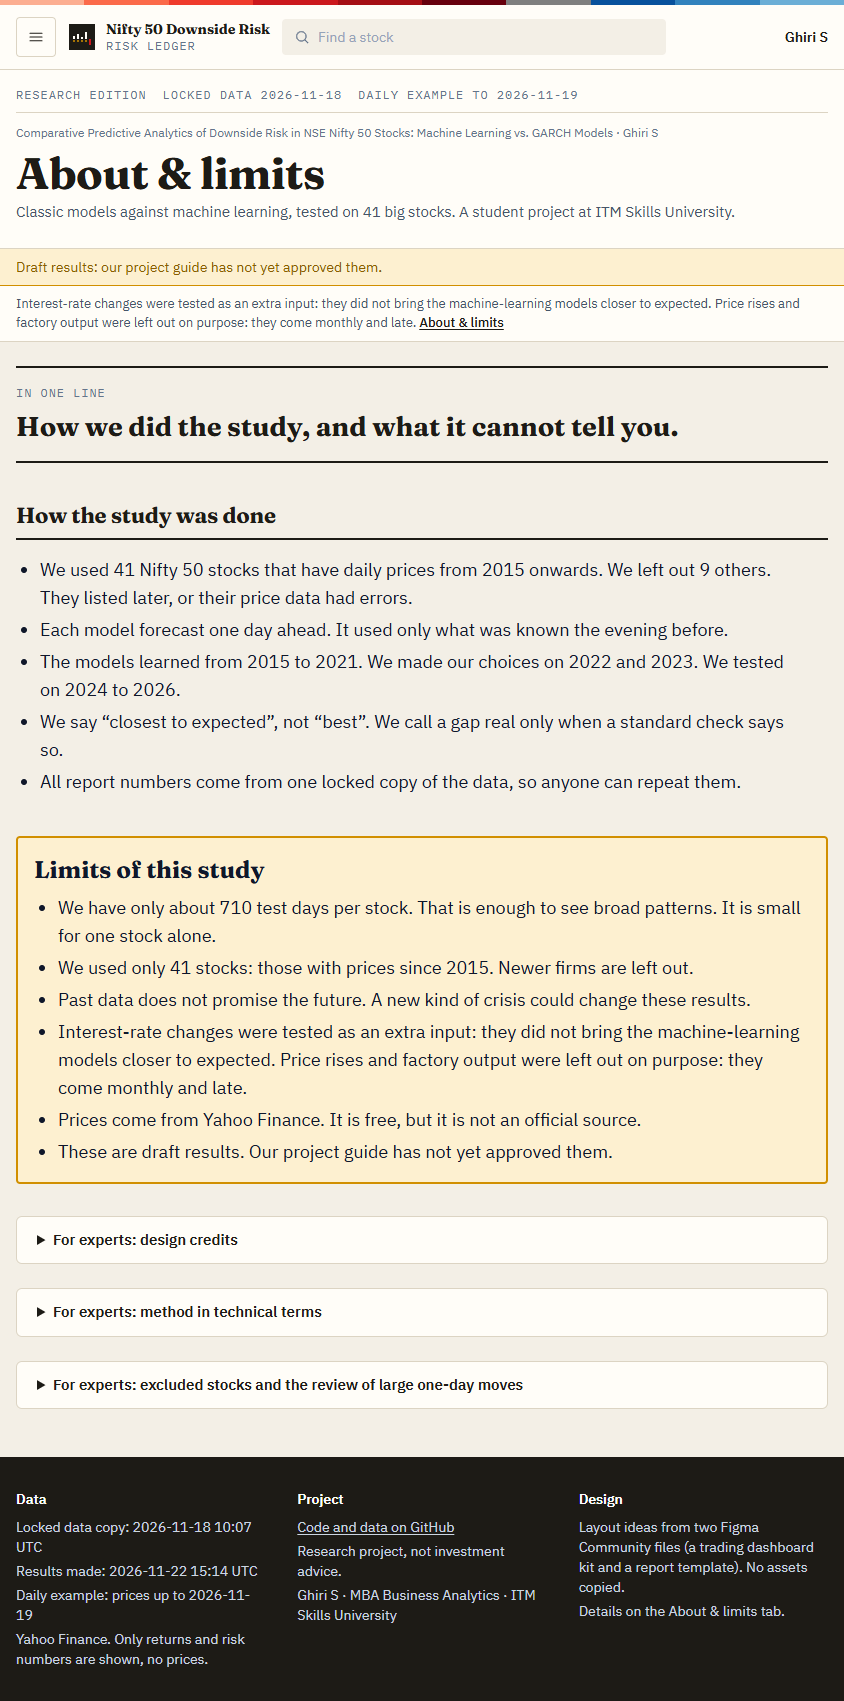 Nifty 50 Downside Risk
RISK LEDGER
Find a stock
Ghiri S
RESEARCH EDITION LOCKED DATA 2026-11-18 DAILY EXAMPLE TO 2026-11-19
Comparative Predictive Analytics of Downside Risk in NSE Nifty 50 Stocks: Machine Learning vs. GARCH Models · Ghiri S
About & limits
Classic models against machine learning, tested on 41 big stocks. A student project at ITM Skills University.
Draft results: our project guide has not yet approved them.
Interest-rate changes were tested as an extra input: they did not bring the machine-learning models closer to expected. Price rises and
factory output were left out on purpose: they come monthly and late. About & limits
IN ONE LINE
How we did the study, and what it cannot tell you.
How the study was done
• We used 41 Nifty 50 stocks that have daily prices from 2015 onwards. We left out 9 others.
They listed later, or their price data had errors.
• Each model forecast one day ahead. It used only what was known the evening before.
• The models learned from 2015 to 2021. We made our choices on 2022 and 2023. We tested
on 2024 to 2026.
• We say “closest to expected”, not “best”. We call a gap real only when a standard check says
so.
• All report numbers come from one locked copy of the data, so anyone can repeat them.
Limits of this study
• We have only about 710 test days per stock. That is enough to see broad patterns. It is small
for one stock alone.
• We used only 41 stocks: those with prices since 2015. Newer firms are left out.
• Past data does not promise the future. A new kind of crisis could change these results.
• Interest-rate changes were tested as an extra input: they did not bring the machine-learning
models closer to expected. Price rises and factory output were left out on purpose: they
come monthly and late.
• Prices come from Yahoo Finance. It is free, but it is not an official source.
• These are draft results. Our project guide has not yet approved them.
▶ For experts: design credits
▶ For experts: method in technical terms
▶ For experts: excluded stocks and the review of large one-day moves
Data
Locked data copy: 2026-11-18 10:07
UTC
Results made: 2026-11-22 15:14 UTC
Daily example: prices up to 2026-11-
19
Yahoo Finance. Only returns and risk
numbers are shown, no prices.
Project
Code and data on GitHub
Research project, not investment
advice.
Ghiri S · MBA Business Analytics · ITM
Skills University
Design
Layout ideas from two Figma
Community files (a trading dashboard
kit and a report template). No assets
copied.
Details on the About & limits tab.